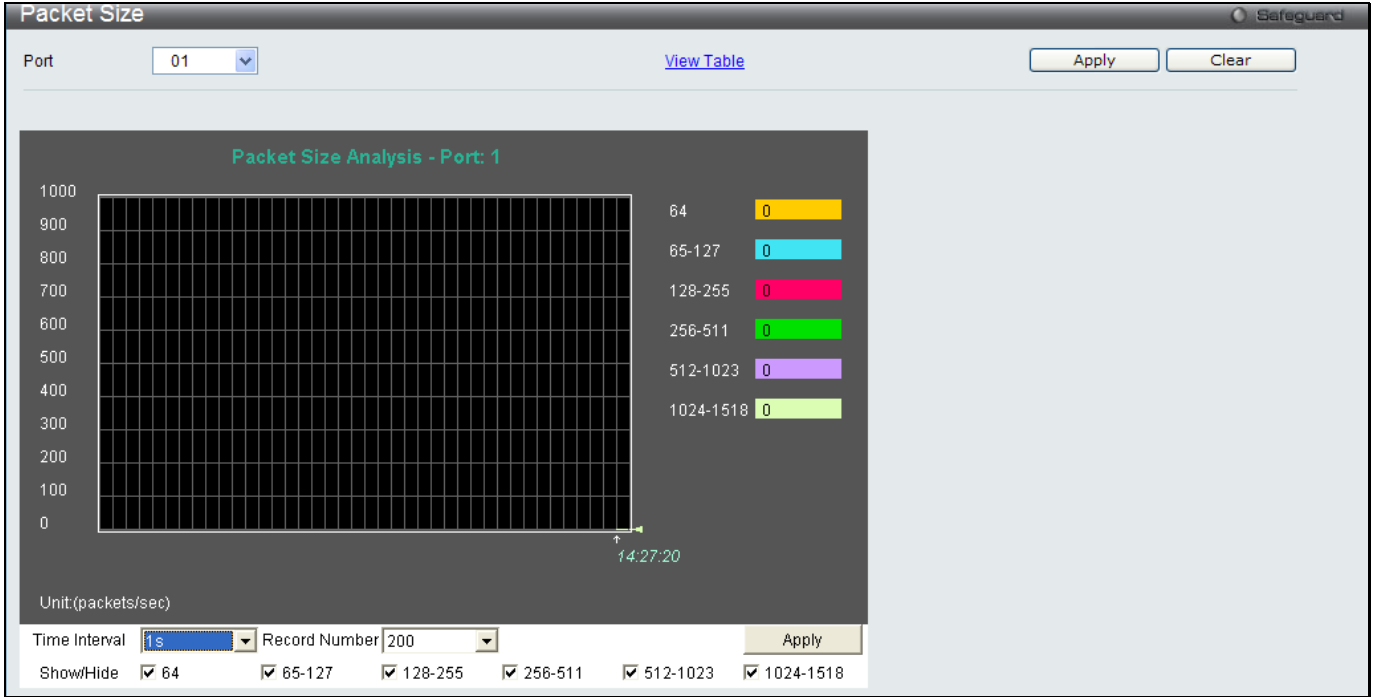 Packet Size
Safeguard
Port 01 View Table Apply Clear
Packet Size Analysis - Port: 1
1000
900
800
700
600
500
400
300
200
100
0
64 0
65-127 0
128-255 0
256-511 0
512-1023 0
1024-1518 0
14:27:20
Unit:(packets/sec)
Time Interval 1s Record Number 200 Apply
Show/Hide 64 65-127 128-255 256-511 512-1023 1024-1518